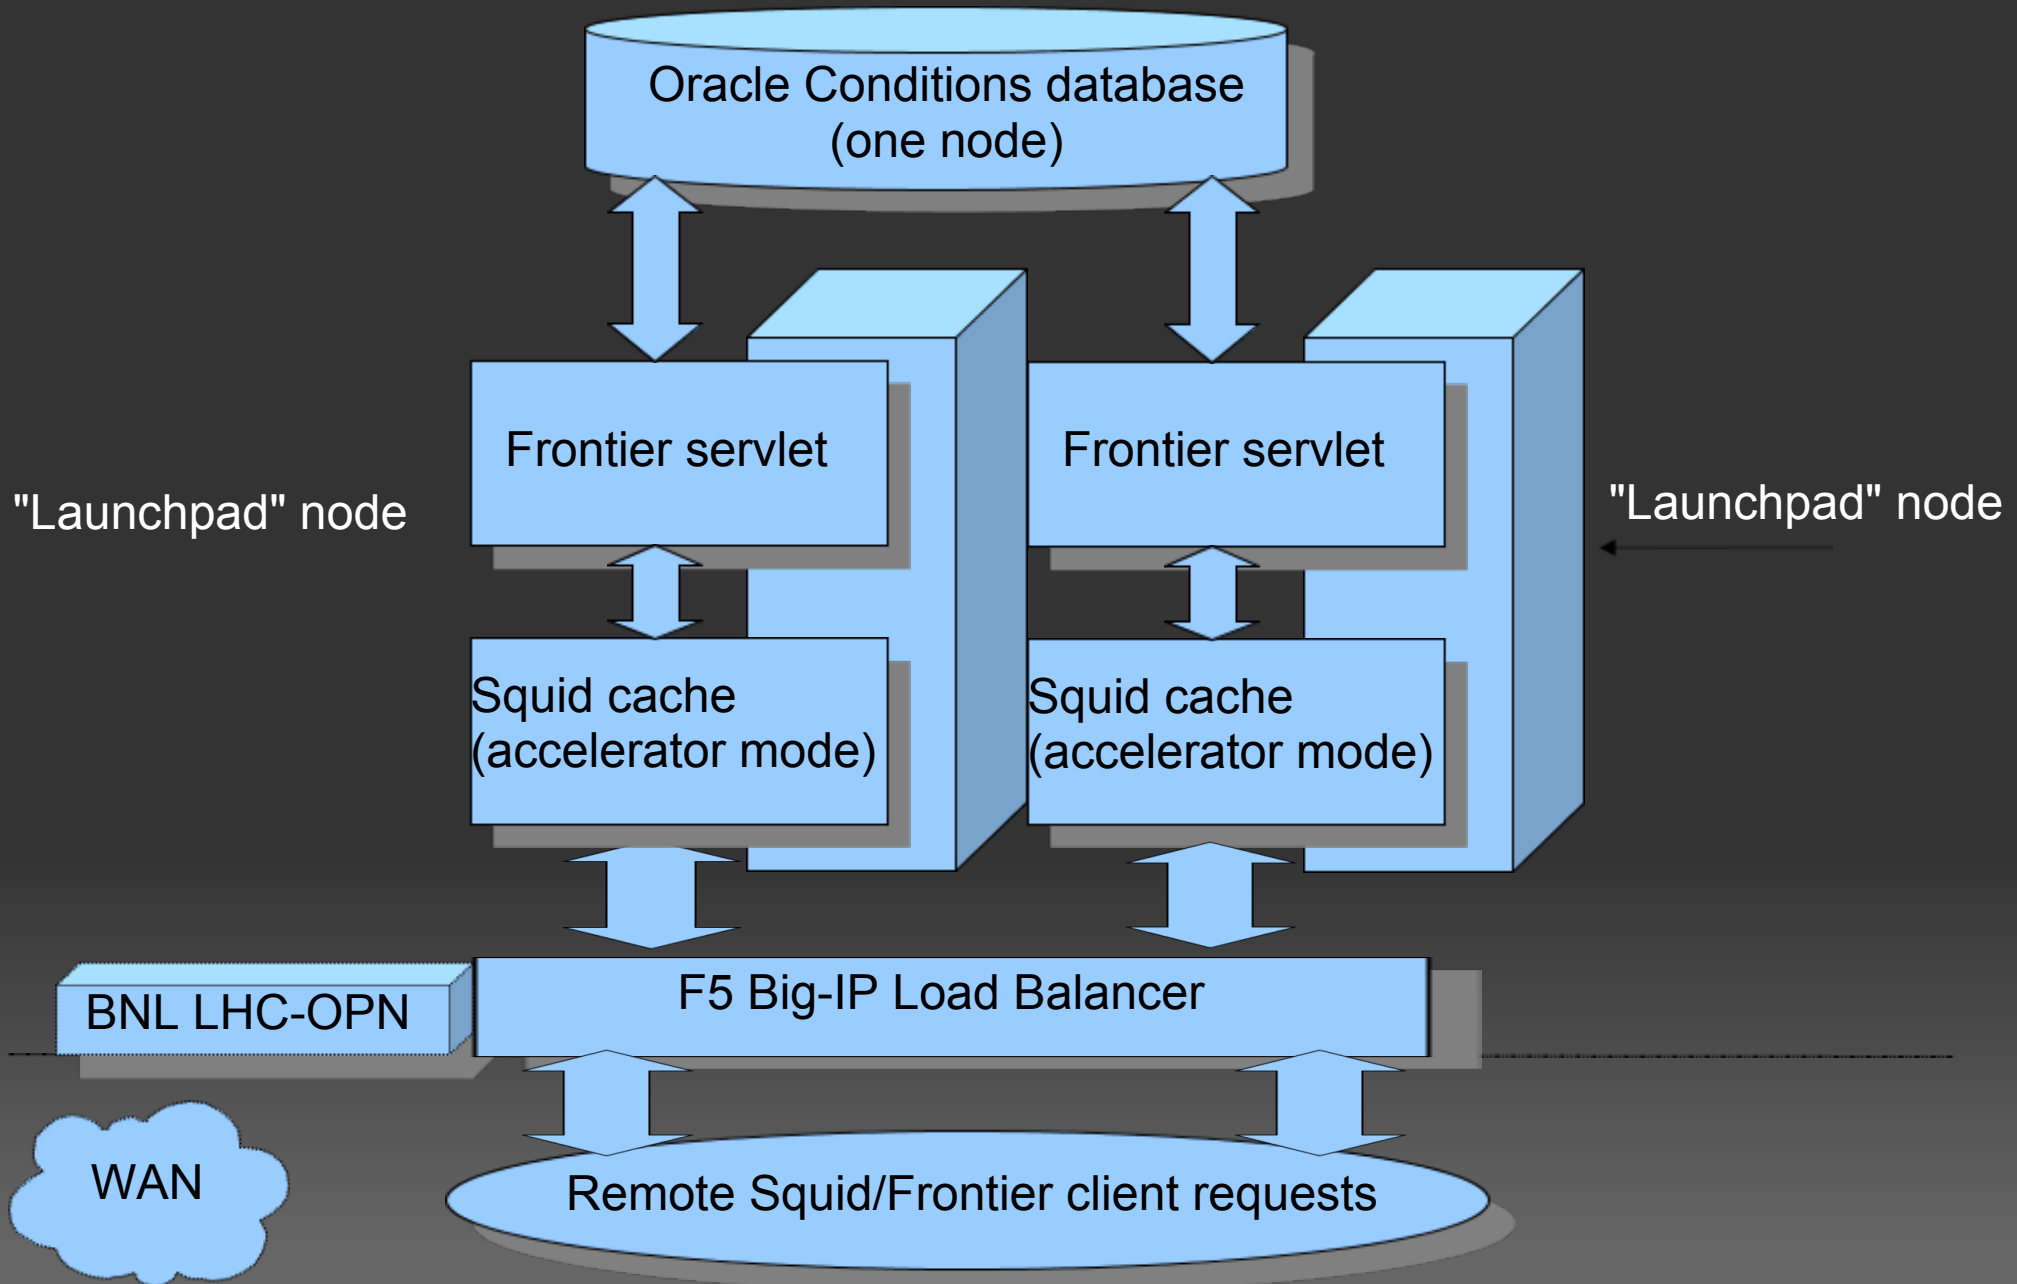 Oracle Conditions database
(one node)
Frontier servlet
Frontier servlet
"Launchpad" node
"Launchpad" node
Squid cache
(accelerator mode)
Squid cache
(accelerator mode)
F5 Big-IP Load Balancer
BNL LHC-OPN
WAN
Remote Squid/Frontier client requests